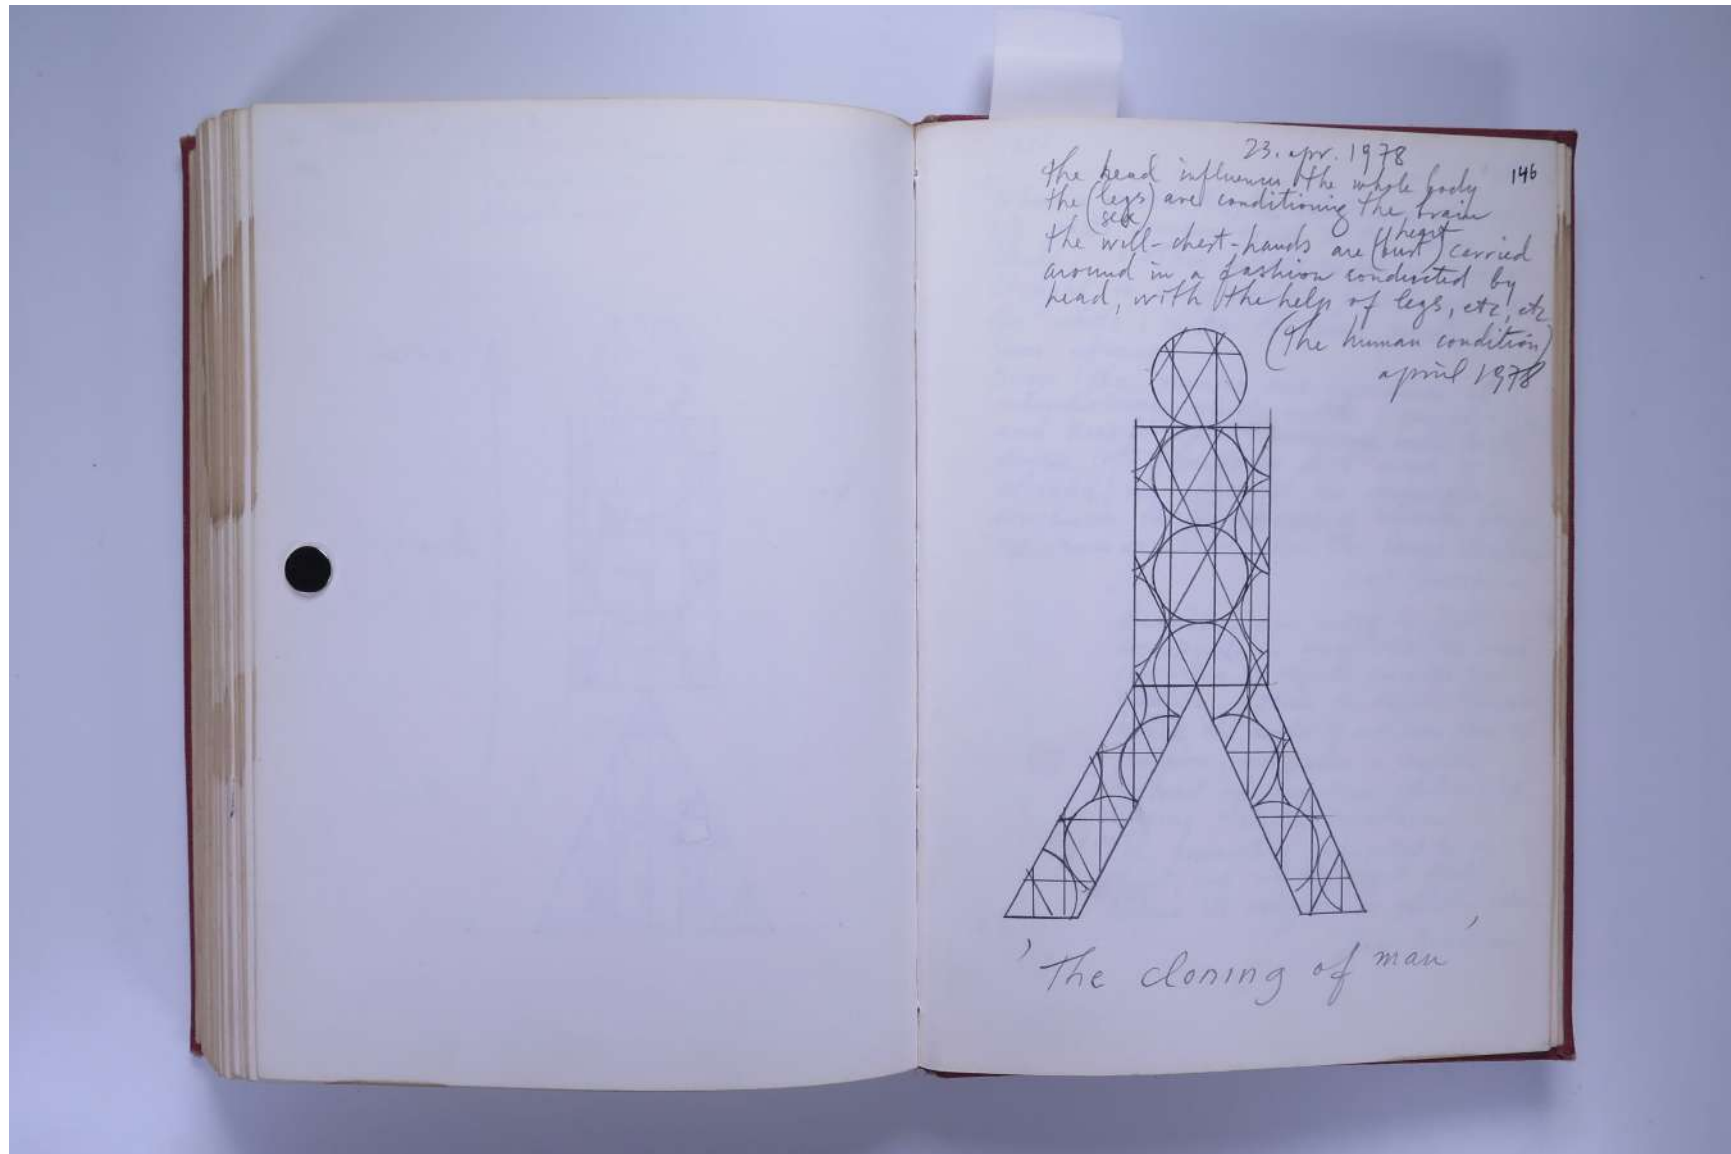 23. apr. 1978
146
the head influences the whole body
the (legs) are conditioning the brain
(sex)
heart
the will-chest-hands are (bust) carried
around in a fashion conducted by
head, with the help of legs, etc, etc
(the human condition)
april 1978
'The cloning of man'